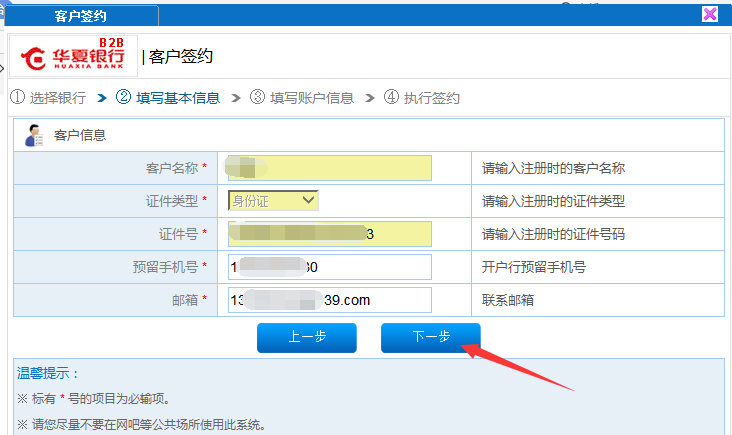 客户签约
华夏银行 B2B
HUAXIA BANK
| 客户签约
① 选择银行 > ② 填写基本信息 > ③ 填写账户信息 > ④ 执行签约
客户信息
客户名称 * 请输入注册时的客户名称
证件类型 * 身份证 请输入注册时的证件类型
证件号 * 3 请输入注册时的证件号码
预留手机号 * 1 30 开户行预留手机号
邮箱 * 13 39.com 联系邮箱
上一步 下一步
温馨提示：
※ 标有 * 号的项目为必输项。
※ 请您尽量不要在网吧等公共场所使用此系统。